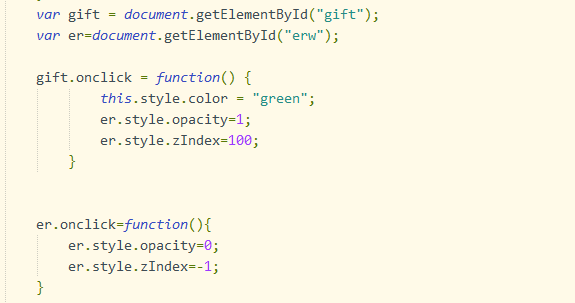 var gift = document.getElementById("gift");
var er=document.getElementById("erw");
gift.onclick = function() {
this.style.color = "green";
er.style.opacity=1;
er.style.zIndex=100;
}
er.onclick=function(){
er.style.opacity=0;
er.style.zIndex=-1;
}